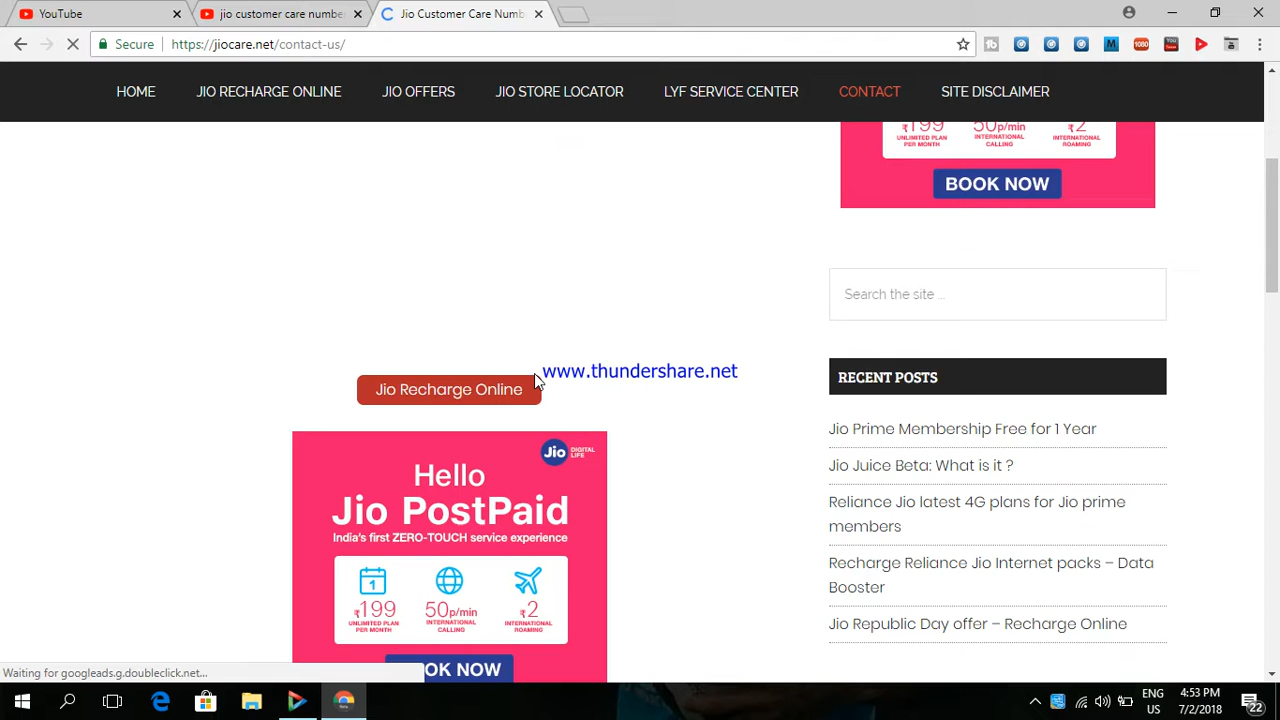 YouTube
jio customer care numbe
Jio Customer Care Numb
Secure
https://jiocare.net/contact-us/
HOME
JIO RECHARGE ONLINE
JIO OFFERS
JIO STORE LOCATOR
LYF SERVICE CENTER
CONTACT
SITE DISCLAIMER
₹199
50p/min
₹2
UNLIMITED PLAN
PER MONTH
INTERNATIONAL
CALLING
INTERNATIONAL
ROAMING
BOOK NOW
Search the site ...
www.thundershare.net
Jio Recharge Online
RECENT POSTS
Jio Prime Membership Free for 1 Year
Jio Juice Beta: What is it ?
Reliance Jio latest 4G plans for Jio prime
members
Recharge Reliance Jio Internet packs – Data
Booster
Jio Republic Day offer – Recharge Online
Jio DIGITAL
LIFE
Hello
Jio PostPaid
India's first ZERO-TOUCH service experience
1
₹199
50p/min
₹2
UNLIMITED PLAN
PER MONTH
INTERNATIONAL
CALLING
INTERNATIONAL
ROAMING
OOK NOW
Waiting for googleads.g.doubleclick.net...
ENG
US
4:53 PM
7/2/2018
22